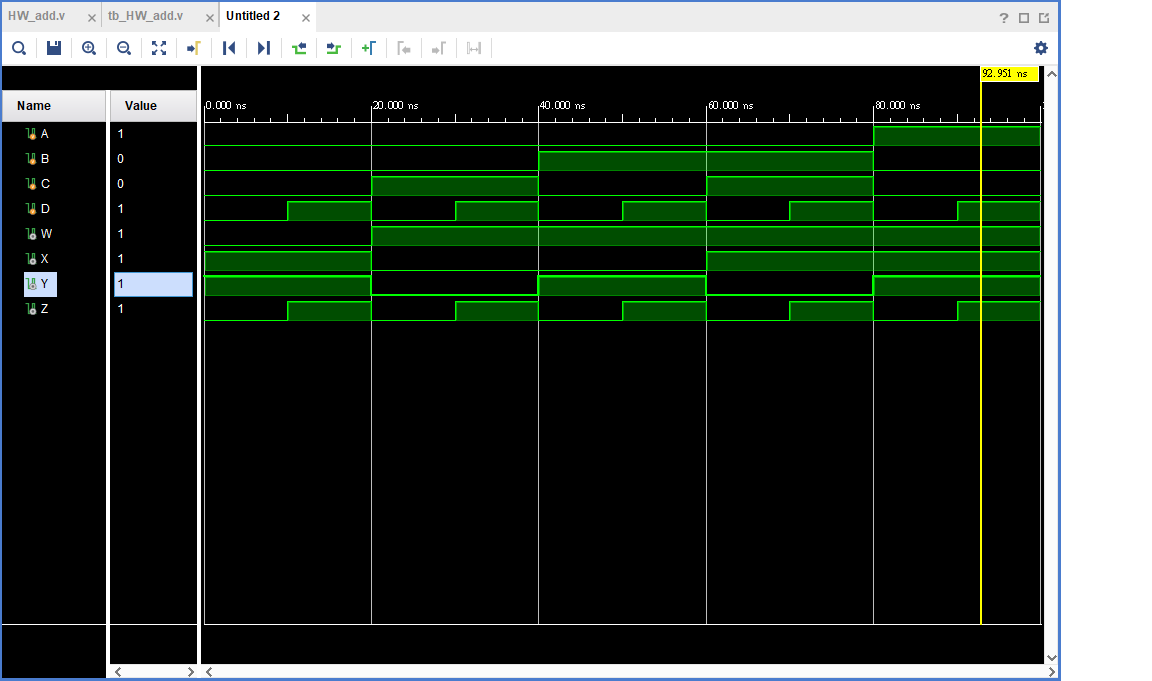 HW_add.v × tb_HW_add.v × Untitled 2 × ?
92.951 ns
Name Value
0.000 ns 20.000 ns 40.000 ns 60.000 ns 80.000 ns
A 1
B 0
C 0
D 1
W 1
X 1
Y 1
Z 1